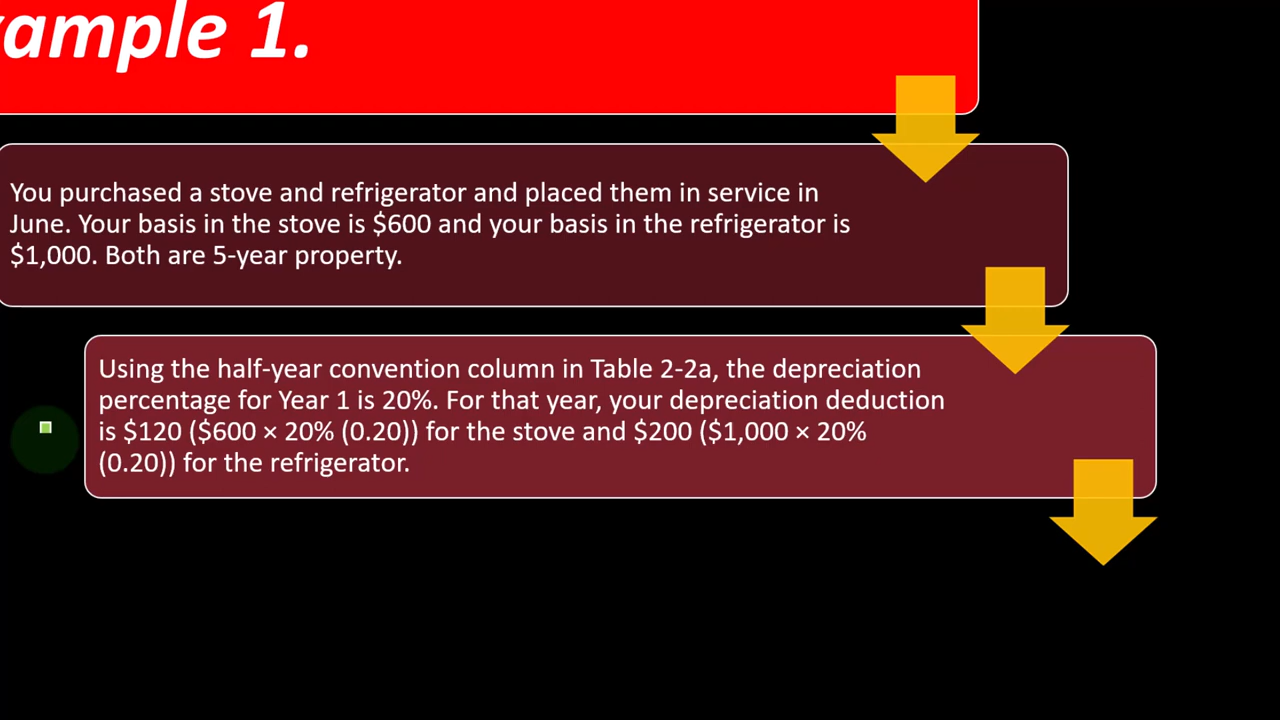 ample 1.
You purchased a stove and refrigerator and placed them in service in
June. Your basis in the stove is $600 and your basis in the refrigerator is
$1,000. Both are 5-year property.
Using the half-year convention column in Table 2-2a, the depreciation
percentage for Year 1 is 20%. For that year, your depreciation deduction
is $120 ($600 × 20% (0.20)) for the stove and $200 ($1,000 × 20%
(0.20)) for the refrigerator.